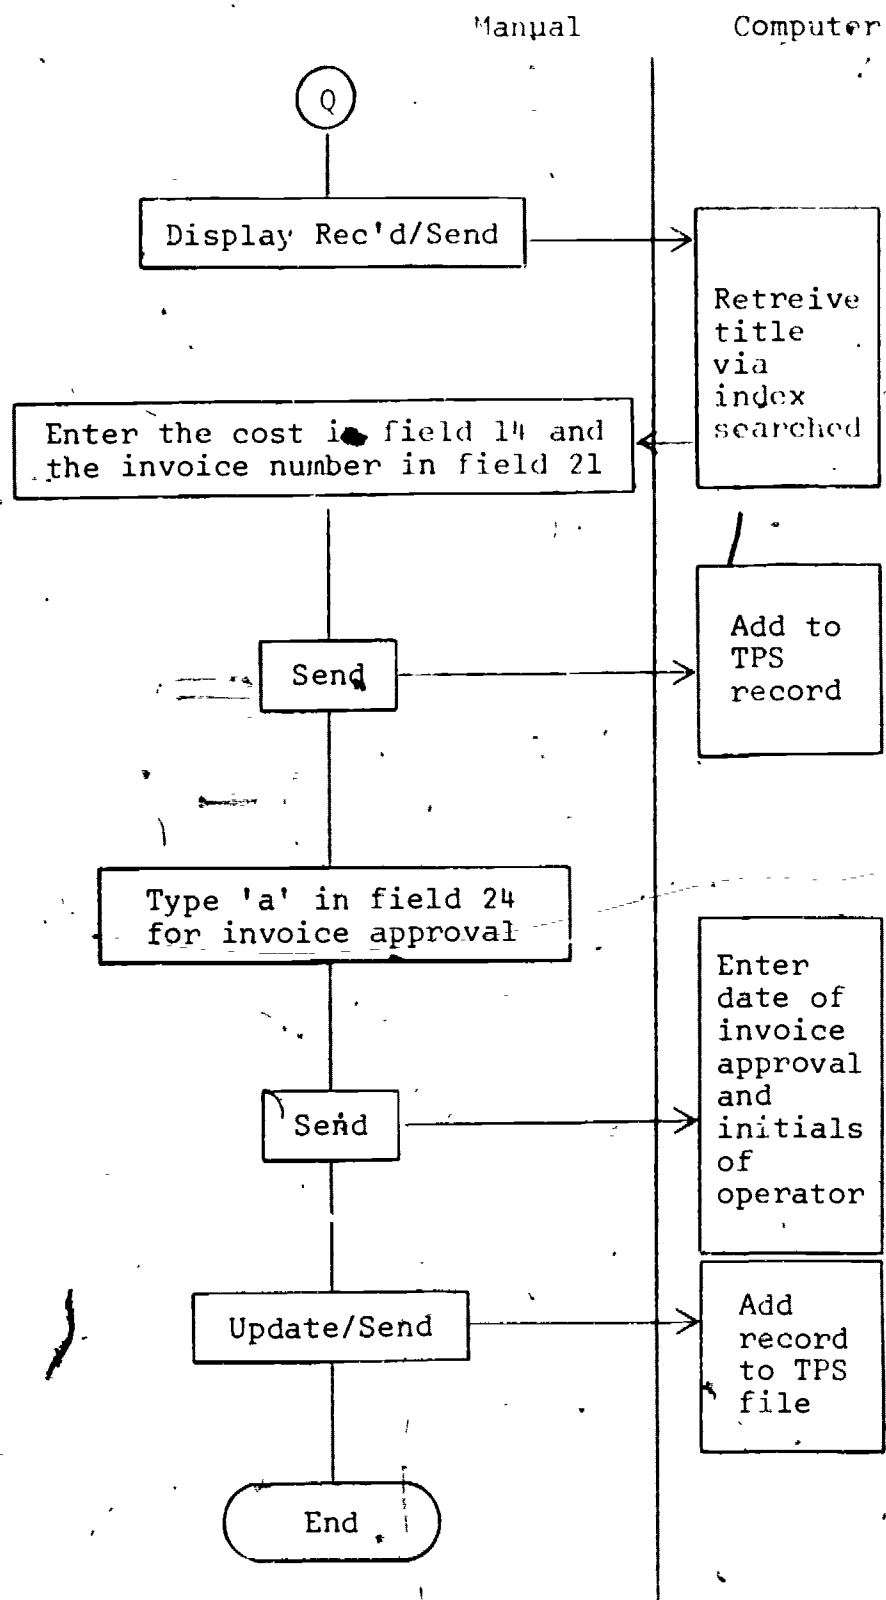 Manual Computer
Q
Display Rec'd/Send
Retreive
title
via
index
searched
Enter the cost in field 14 and
the invoice number in field 21
Send
Add to
TPS
record
Type 'a' in field 24
for invoice approval
Enter
date of
invoice
approval
and
initials
of
operator
Send
Update/Send
Add
record
to TPS
file
End